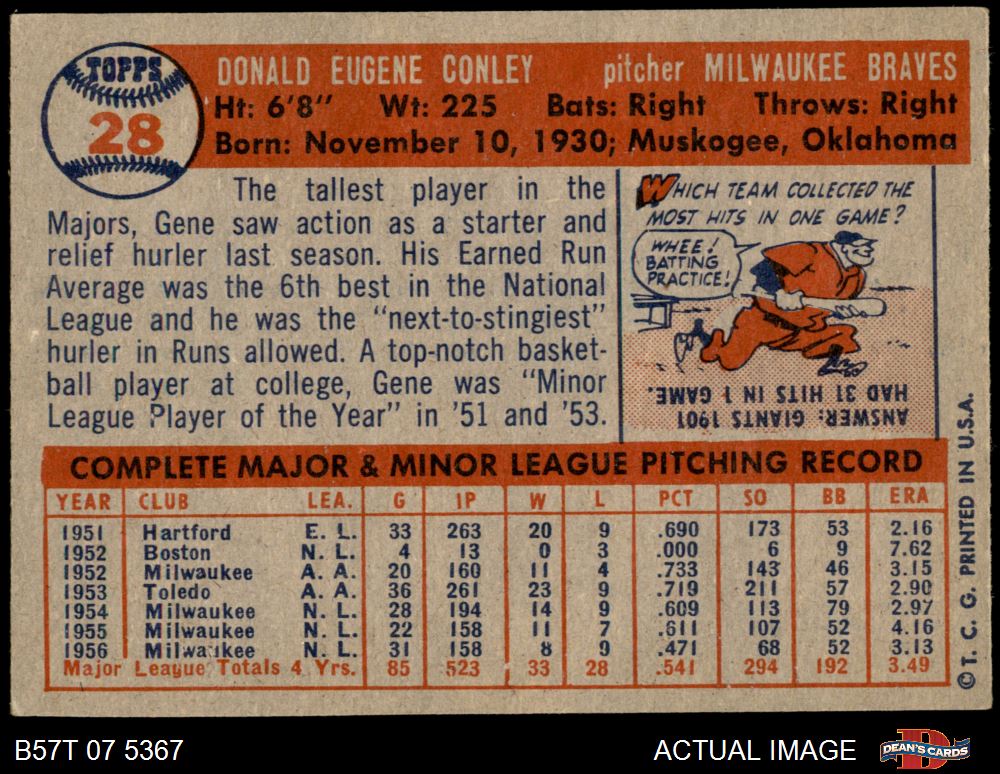 TOPPS
28
DONALD EUGENE CONLEY pitcher MILWAUKEE BRAVES
Ht: 6'8" Wt: 225 Bats: Right Throws: Right
Born: November 10, 1930; Muskogee, Oklahoma
The tallest player in the
Majors, Gene saw action as a starter and
relief hurler last season. His Earned Run
Average was the 6th best in the National
League and he was the "next-to-stingiest"
hurler in Runs allowed. A top-notch basket-
ball player at college, Gene was "Minor
League Player of the Year" in '51 and '53.
WHICH TEAM COLLECTED THE
MOST HITS IN ONE GAME?
WHEE!
BATTING
PRACTICE!
ANSWER: GIANTS 1901
HAD 31 HITS IN 1 GAME.
COMPLETE MAJOR & MINOR LEAGUE PITCHING RECORD
YEAR CLUB LEA. G IP W L PCT SO BB ERA
1951 Hartford E. L. 33 263 20 9 .690 173 53 2.16
1952 Boston N. L. 4 13 0 3 .000 6 9 7.62
1952 Milwaukee A. A. 20 160 11 4 .733 143 46 3.15
1953 Toledo A. A. 36 261 23 9 .719 211 57 2.90
1954 Milwaukee N. L. 28 194 14 9 .609 113 79 2.97
1955 Milwaukee N. L. 22 158 11 7 .611 107 52 4.16
1956 Milwaukee N. L. 31 158 8 9 .471 68 52 3.13
Major League Totals 4 Yrs. 85 523 33 28 .541 294 192 3.49
© T. C. G. PRINTED IN U.S.A.
B57T 07 5367 ACTUAL IMAGE
DEAN'S CARDS